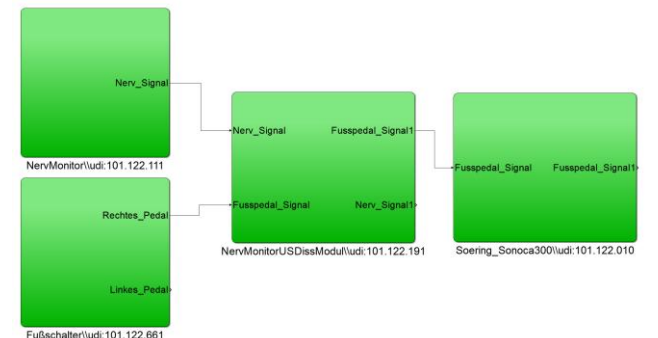 Nerv_Signal
NervMonitor\\udi:101.122.111
Rechtes_Pedal
Linkes_Pedal
Fußschalter\\udi:101.122.661
Nerv_Signal
Fusspedal_Signal1
Fusspedal_Signal
Nerv_Signal1
NervMonitorUSDissModul\\udi:101.122.191
Fusspedal_Signal
Fusspedal_Signal1
Soering_Sonoca300\\udi:101.122.010